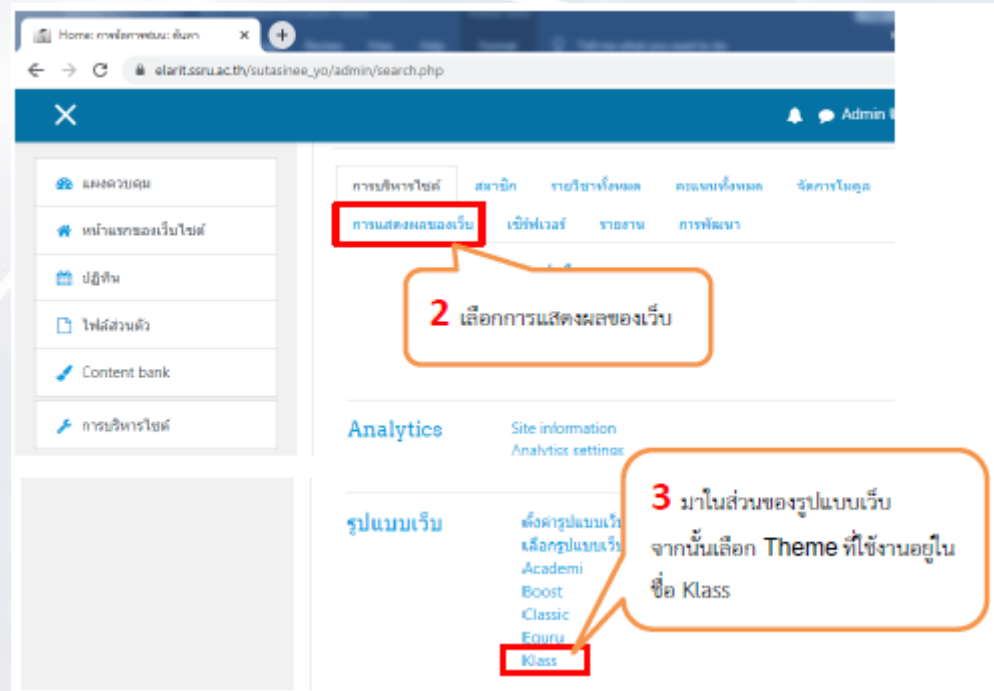 Home: การจัดการระบบ: ค้นหา
elarit.ssru.ac.th/sutasinee_yo/admin/search.php
Admin
แผงควบคุม
หน้าแรกของเว็บไซต์
ปฏิทิน
ไฟล์ส่วนตัว
Content bank
การบริหารไซต์
การบริหารไซต์ สมาชิก รายวิชาทั้งหมด คะแนนทั้งหมด จัดการโมดูล
การแสดงผลของเว็บ เซิร์ฟเวอร์ รายงาน การพัฒนา
2 เลือกการแสดงผลของเว็บ
Analytics
Site information
Analytics settings
3 มาในส่วนของรูปแบบเว็บ
จากนั้นเลือก Theme ที่ใช้งานอยู่ใน
ชื่อ Klass
รูปแบบเว็บ
ตั้งค่ารูปแบบเว็บ
เลือกรูปแบบเว็บ
Academi
Boost
Classic
Eguru
Klass